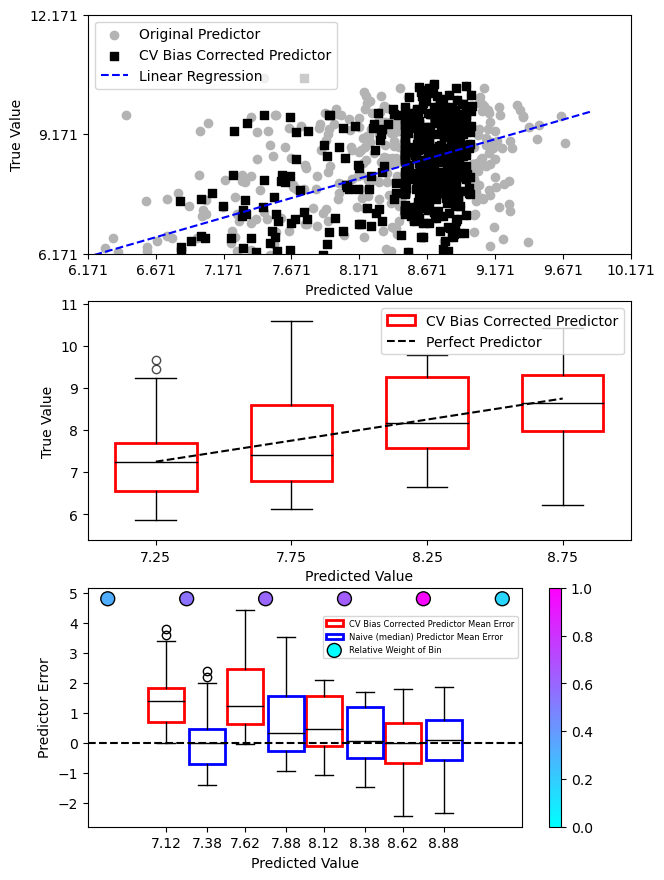 12.171
Original Predictor
CV Bias Corrected Predictor
Linear Regression
True Value
9.171
6.171
6.171 6.671 7.171 7.671 8.171 8.671 9.171 9.671 10.171
Predicted Value
11
CV Bias Corrected Predictor
10
Perfect Predictor
9
True Value
8
7
6
7.25 7.75 8.25 8.75
Predicted Value
5
1.0
4
CV Bias Corrected Predictor Mean Error
Naive (median) Predictor Mean Error
Relative Weight of Bin
0.8
3
2
0.6
Predictor Error
1
0.4
0
−1
0.2
−2
0.0
7.12 7.38 7.62 7.88 8.12 8.38 8.62 8.88
Predicted Value